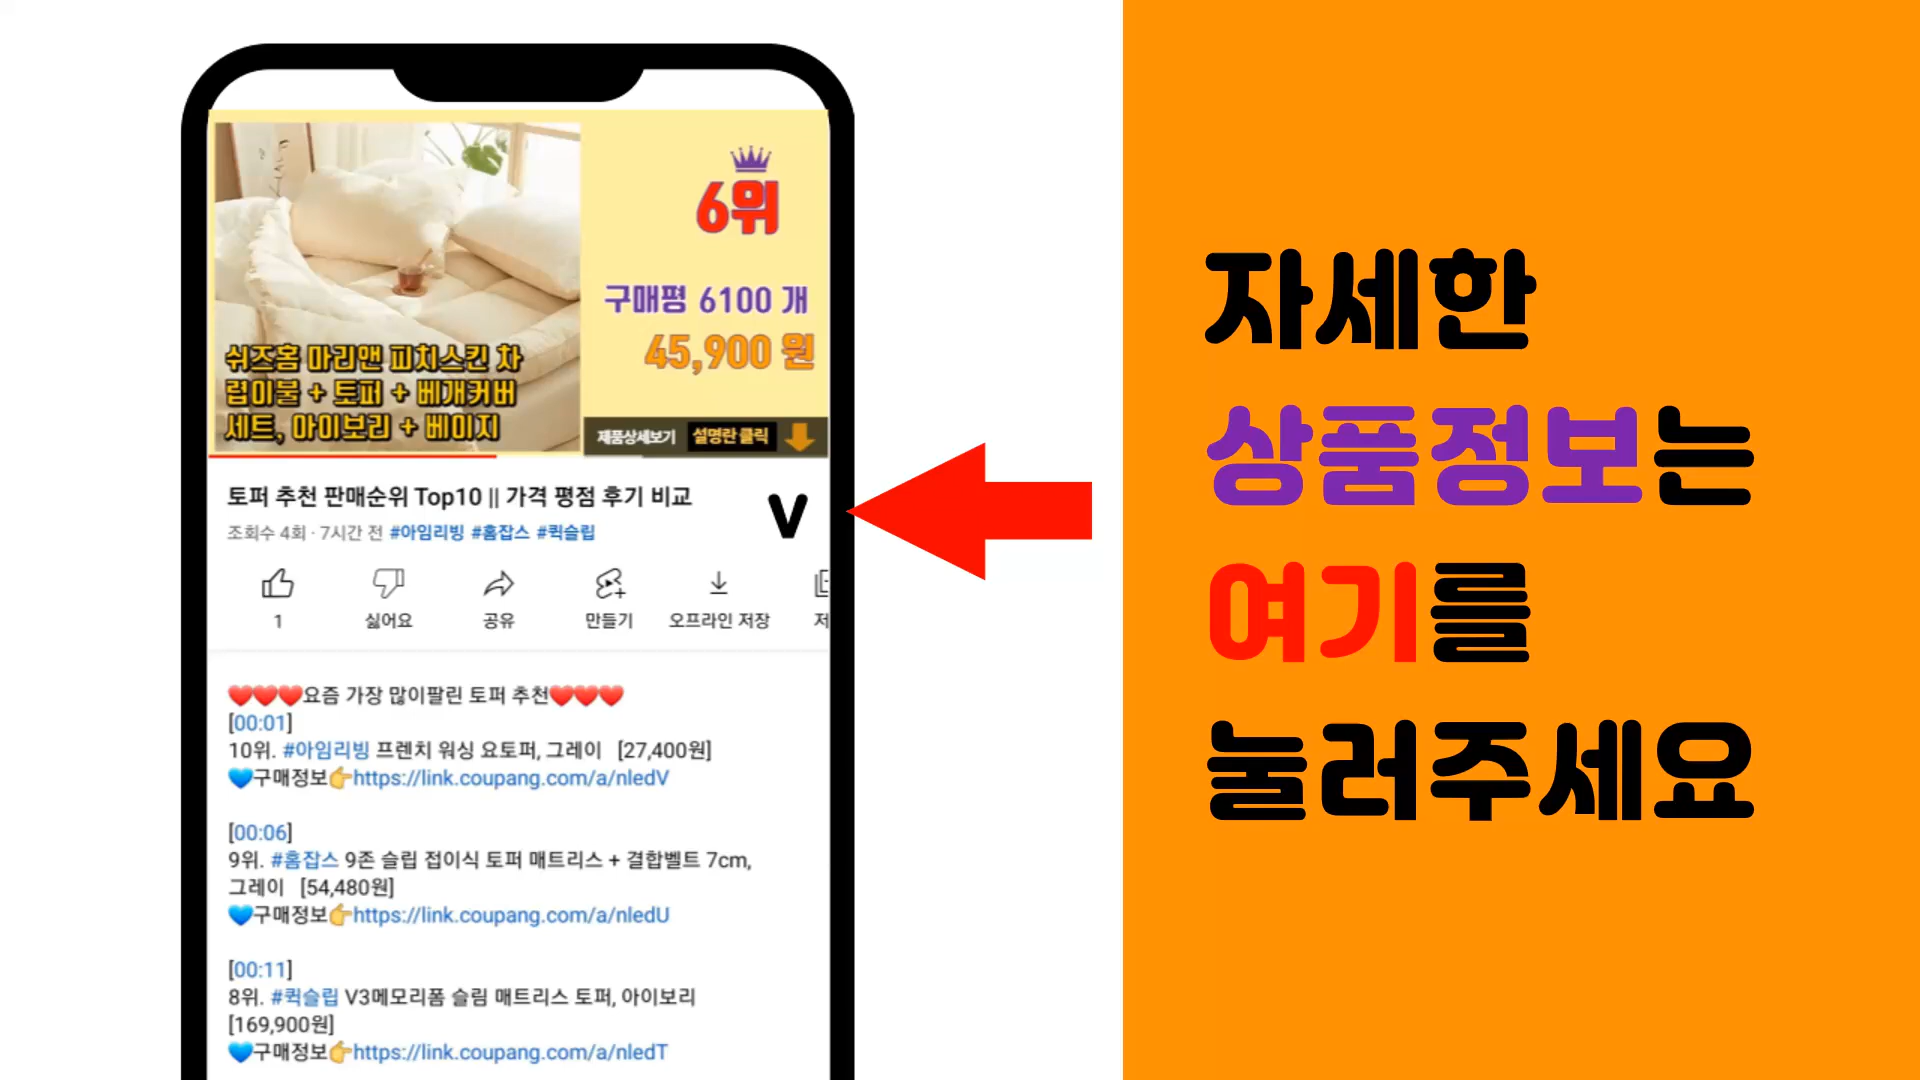 6위
구매평 6100 개
45,900 원
쉬즈홈 마리앤 피치스킨 차
렵이불 + 토퍼 + 베개커버
세트, 아이보리 + 베이지
제품상세보기 설명란 클릭
토퍼 추천 판매순위 Top10 || 가격 평점 후기 비교
V
조회수 4회 · 7시간 전 #아임리빙 #홈잡스 #퀵슬립
1 싫어요 공유 만들기 오프라인 저장 저
❤️❤️❤️요즘 가장 많이팔린 토퍼 추천❤️❤️❤️
[00:01]
10위. #아임리빙 프렌치 워싱 요토퍼, 그레이 [27,400원]
💙구매정보👉https://link.coupang.com/a/nledV
[00:06]
9위. #홈잡스 9존 슬립 접이식 토퍼 매트리스 + 결합벨트 7cm,
그레이 [54,480원]
💙구매정보👉https://link.coupang.com/a/nledU
[00:11]
8위. #퀵슬립 V3메모리폼 슬림 매트리스 토퍼, 아이보리
[169,900원]
💙구매정보👉https://link.coupang.com/a/nledT
자세한
상품정보는
여기를
눌러주세요